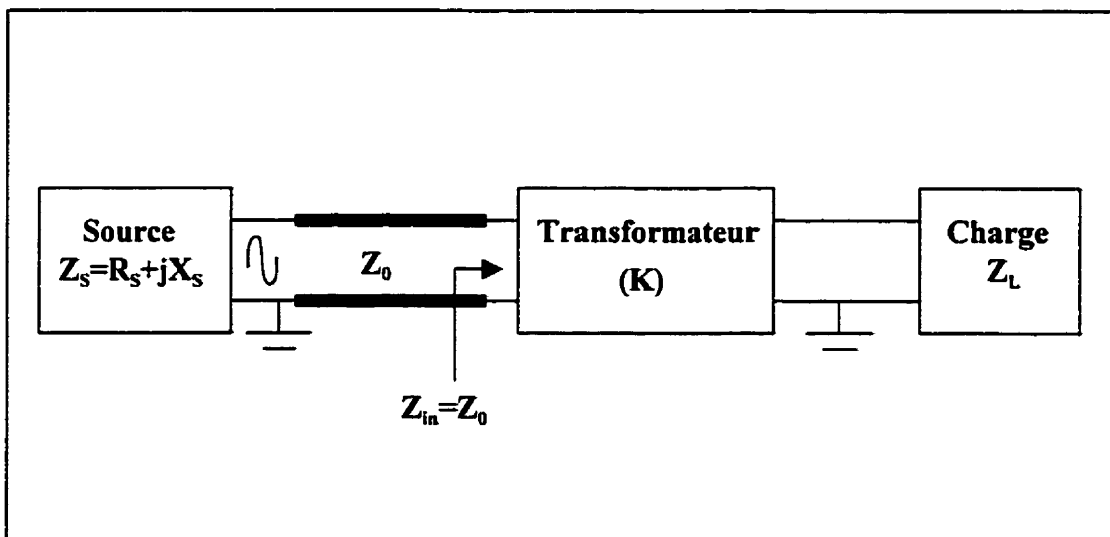 Source
Z_S=R_S+jX_S
Z_0
Transformateur
(K)
Charge
Z_L
Z_in=Z_0